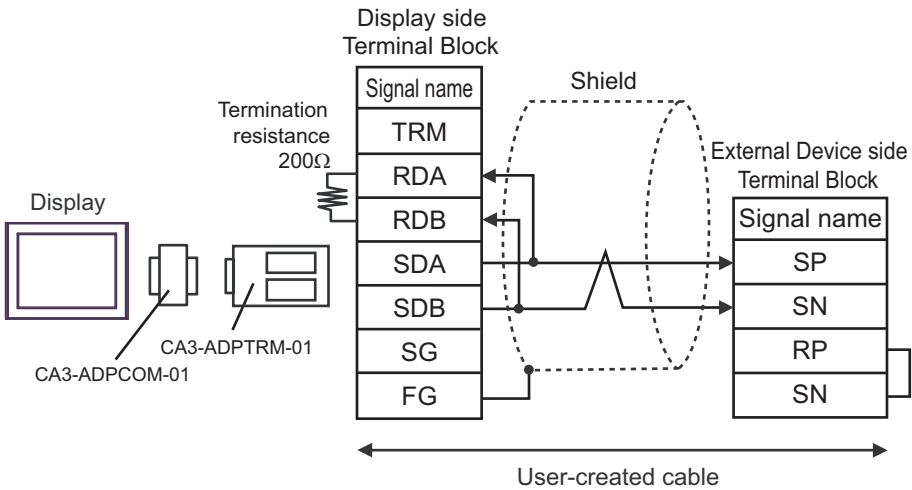 Display side
Terminal Block
Signal name
TRM
RDA
RDB
SDA
SDB
SG
FG
Termination
resistance
200Ω
Shield
External Device side
Terminal Block
Signal name
SP
SN
RP
SN
Display
CA3-ADPCOM-01
CA3-ADPTRM-01
User-created cable